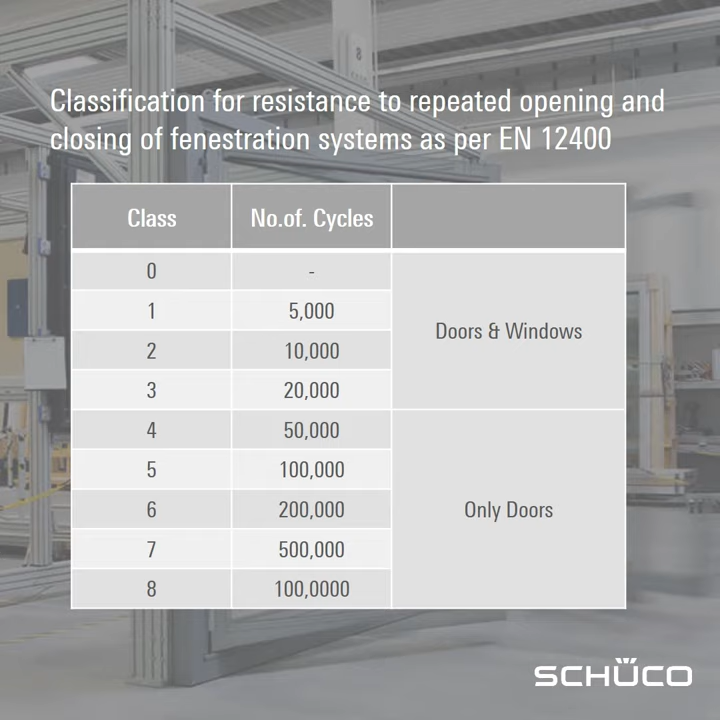 Classification for resistance to repeated opening and
closing of fenestration systems as per EN 12400
Class No.of. Cycles
0 -
1 5,000
Doors & Windows
2 10,000
3 20,000
4 50,000
5 100,000
6 200,000
Only Doors
7 500,000
8 100,0000
SCHÜCO